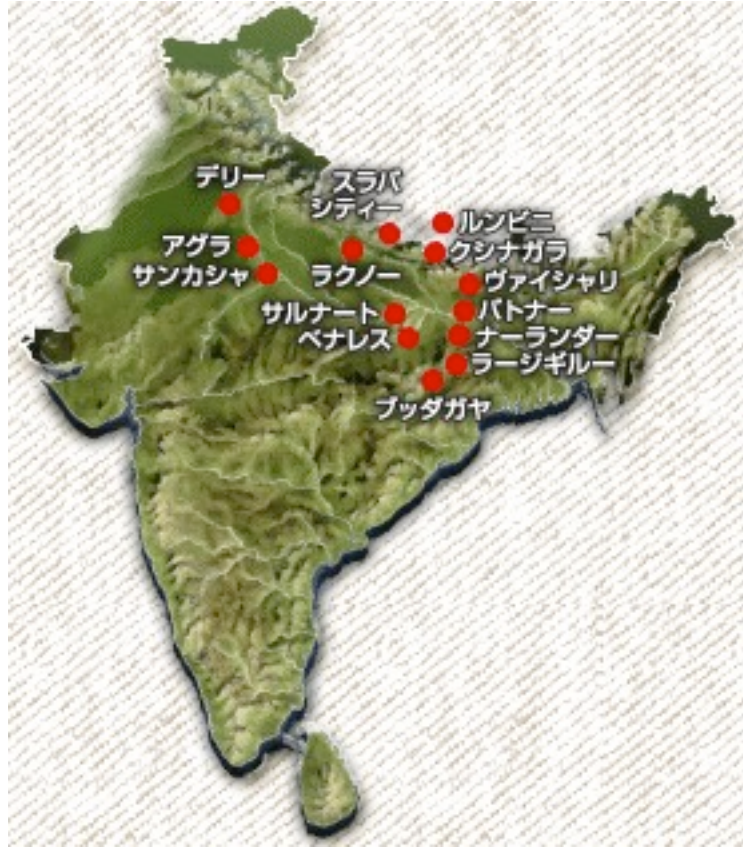 デリー
スラバ
シティー
ルンビニ
アグラ
クシナガラ
サンカシャ
ラクノー
ヴァイシャリ
サルナート
パトナー
ベナレス
ナーランダー
ラージギルー
ブッダガヤ